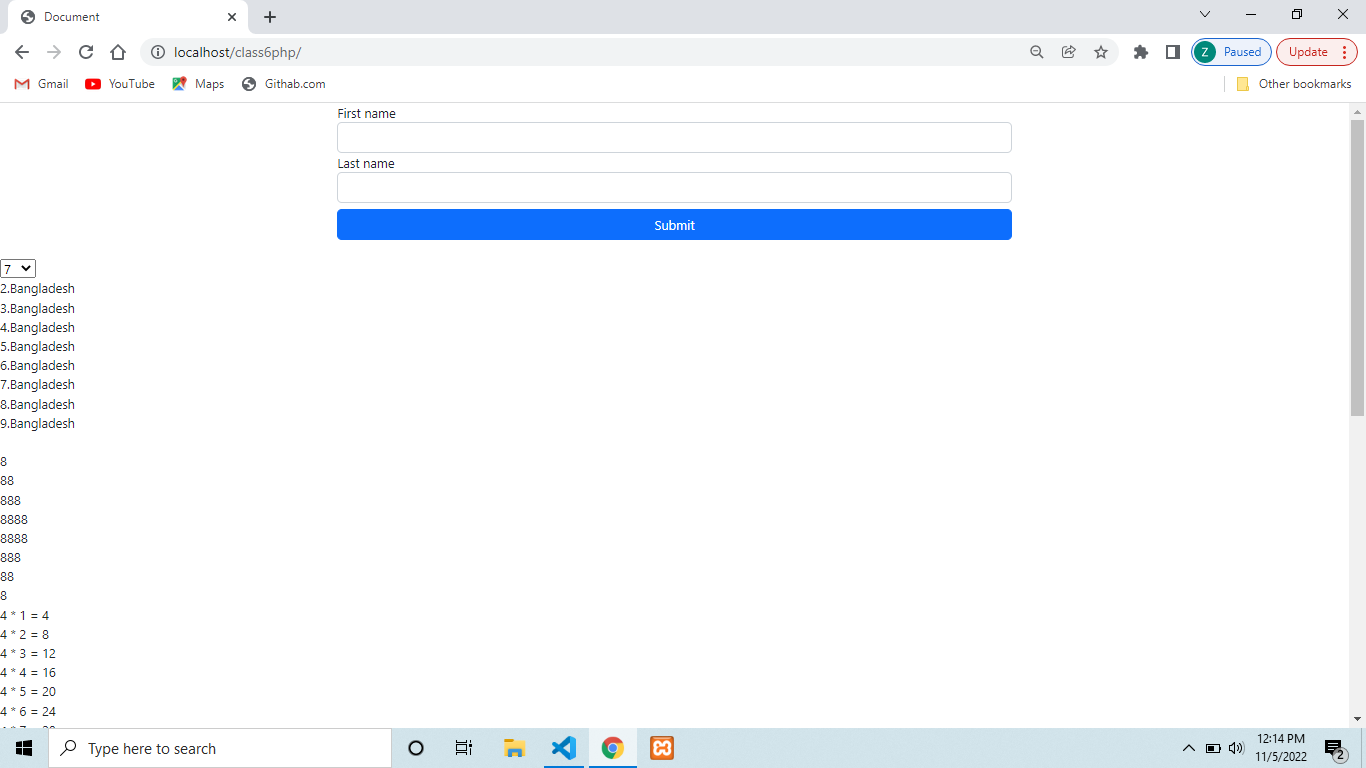 Document
localhost/class6php/
Z Paused
Update
Gmail
YouTube
Maps
Githab.com
Other bookmarks
First name
Last name
Submit
7
2.Bangladesh
3.Bangladesh
4.Bangladesh
5.Bangladesh
6.Bangladesh
7.Bangladesh
8.Bangladesh
9.Bangladesh
8
88
888
8888
8888
888
88
8
4 * 1 = 4
4 * 2 = 8
4 * 3 = 12
4 * 4 = 16
4 * 5 = 20
4 * 6 = 24
Type here to search
12:14 PM
11/5/2022
2